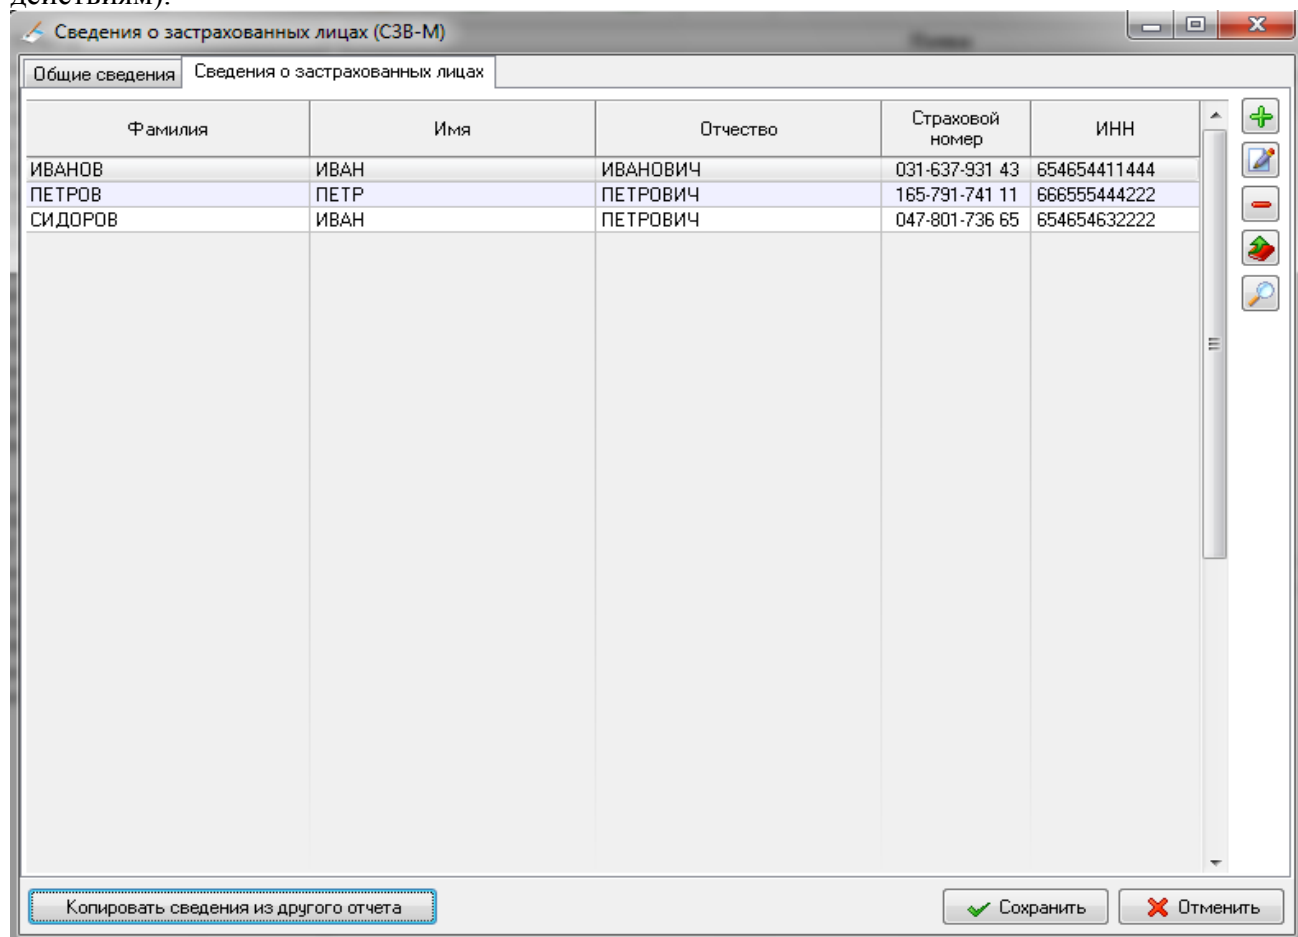 действиям).
Сведения о застрахованных лицах (СЗВ-М)
Общие сведения Сведения о застрахованных лицах
Фамилия Имя Отчество Страховой номер ИНН
ИВАНОВ ИВАН ИВАНОВИЧ 031-637-931 43 654654411444
ПЕТРОВ ПЕТР ПЕТРОВИЧ 165-791-741 11 666555444222
СИДОРОВ ИВАН ПЕТРОВИЧ 047-801-736 65 654654632222
Копировать сведения из другого отчета Сохранить Отменить